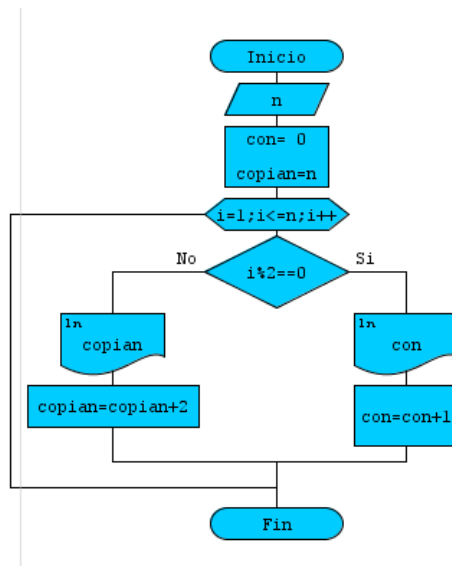 Inicio
n
con= 0
copian=n
i=1;i<=n;i++
No
Si
i%2==0
ln
copian
ln
con
copian=copian+2
con=con+1
Fin